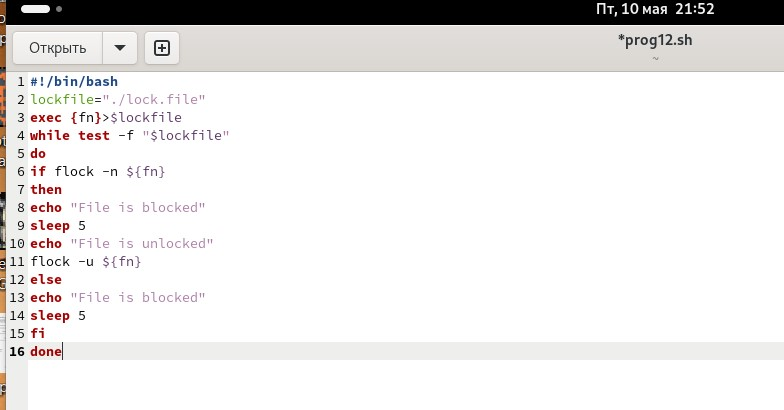 Пт, 10 мая 21:52
Открыть
*prog12.sh
~
1 #!/bin/bash
2 lockfile="./lock.file"
3 exec {fn}>$lockfile
4 while test -f "$lockfile"
5 do
6 if flock -n ${fn}
7 then
8 echo "File is blocked"
9 sleep 5
10 echo "File is unlocked"
11 flock -u ${fn}
12 else
13 echo "File is blocked"
14 sleep 5
15 fi
16 done